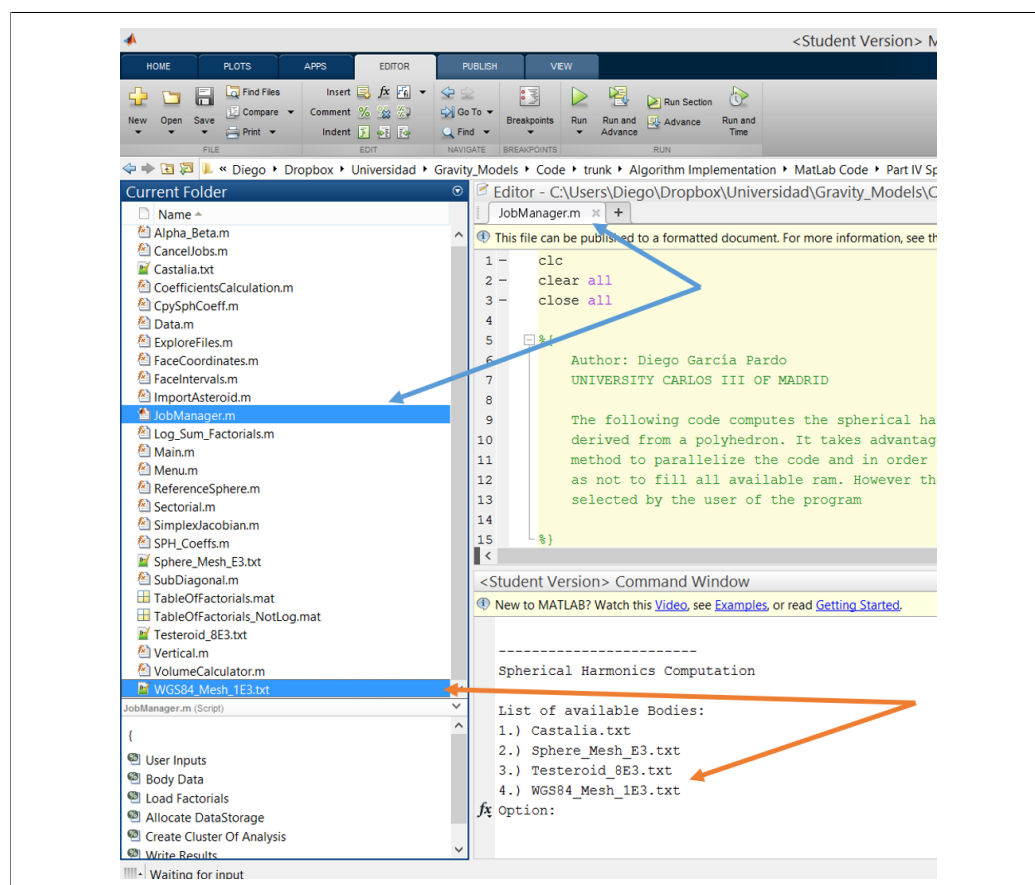 <Student Version> M
HOME PLOTS APPS EDITOR PUBLISH VIEW
New Open Save Find Files Compare Print
Insert fx Comment % Indent
Go To Find
Breakpoints
Run Run and Advance Run Section Advance Run and Time
FILE EDIT NAVIGATE BREAKPOINTS RUN
« Diego Dropbox Universidad Gravity_Models Code trunk Algorithm Implementation MatLab Code Part IV Sp
Current Folder
Name
Alpha_Beta.m
CancelJobs.m
Castalia.txt
CoefficientsCalculation.m
CpySphCoeff.m
Data.m
ExploreFiles.m
FaceCoordinates.m
FaceIntervals.m
ImportAsteroid.m
JobManager.m
Log_Sum_Factorials.m
Main.m
Menu.m
ReferenceSphere.m
Sectorial.m
SimplexJacobian.m
SPH_Coeffs.m
Sphere_Mesh_E3.txt
SubDiagonal.m
TableOfFactorials.mat
TableOfFactorials_NotLog.mat
Testeroid_8E3.txt
Vertical.m
VolumeCalculator.m
WGS84_Mesh_1E3.txt
JobManager.m (Script)
{
User Inputs
Body Data
Load Factorials
Allocate DataStorage
Create Cluster Of Analysis
Write Results
Waiting for input
Editor - C:\Users\Diego\Dropbox\Universidad\Gravity_Models\C
JobManager.m × +
This file can be published to a formatted document. For more information, see th
1 – clc
2 – clear all
3 – close all
4
5 %{
6 Author: Diego García Pardo
7 UNIVERSITY CARLOS III OF MADRID
8
9 The following code computes the spherical ha
10 derived from a polyhedron. It takes advantag
11 method to parallelize the code and in order
12 as not to fill all available ram. However th
13 selected by the user of the program
14
15 %}
<Student Version> Command Window
New to MATLAB? Watch this Video, see Examples, or read Getting Started.
------------------------
Spherical Harmonics Computation
List of available Bodies:
1.) Castalia.txt
2.) Sphere_Mesh_E3.txt
3.) Testeroid_8E3.txt
4.) WGS84_Mesh_1E3.txt
fx Option: